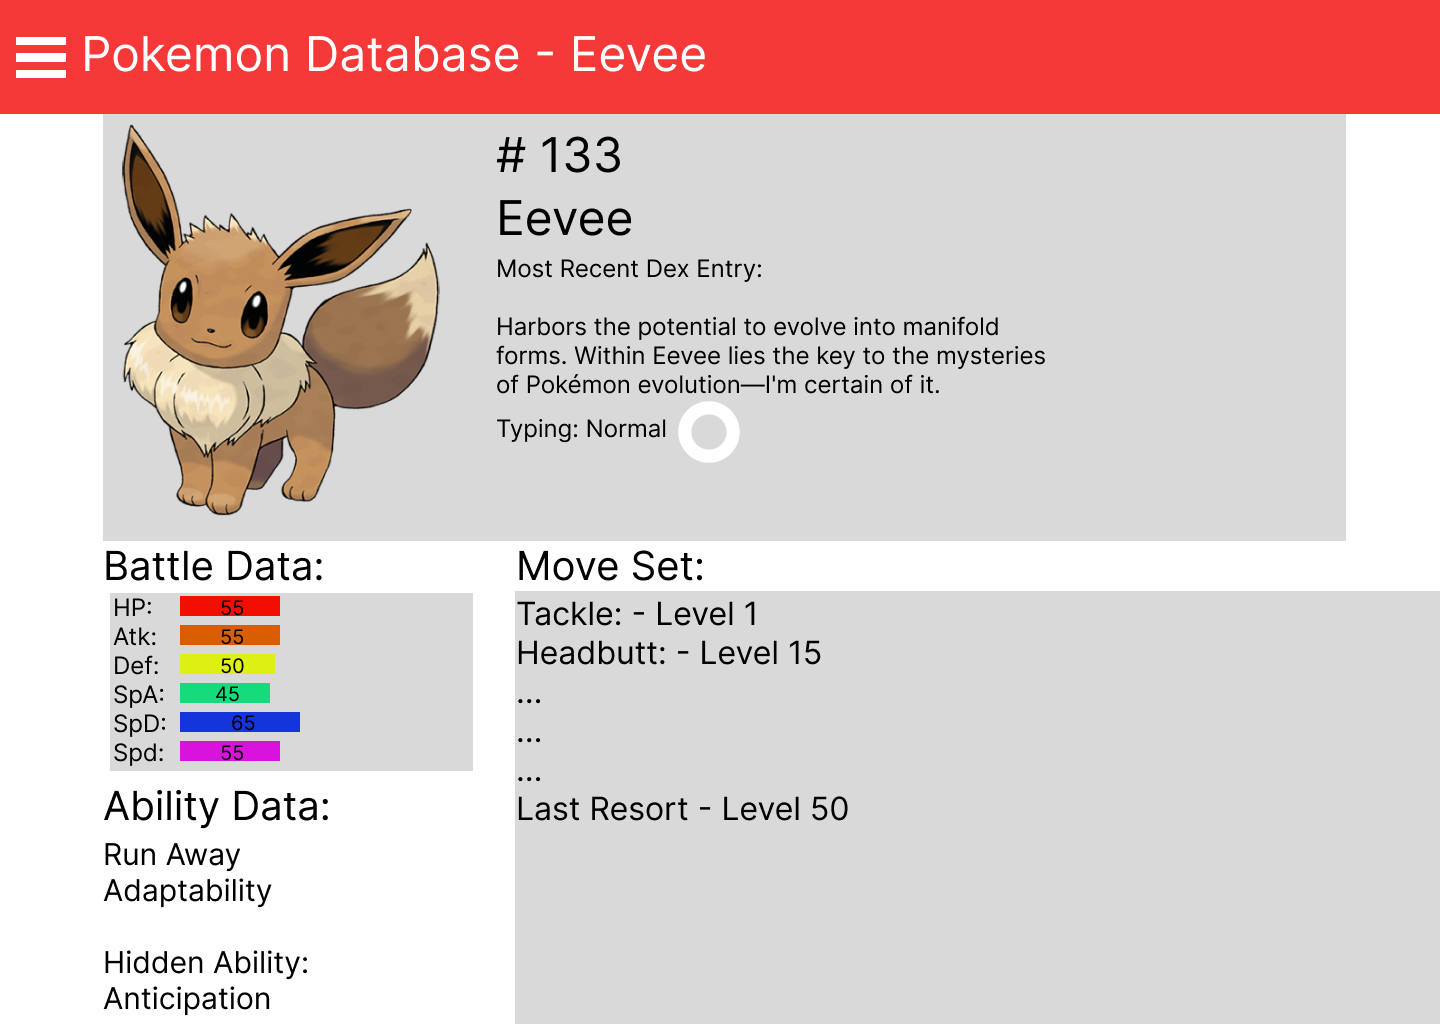 Pokemon Database - Eevee
# 133
Eevee
Most Recent Dex Entry:
Harbors the potential to evolve into manifold
forms. Within Eevee lies the key to the mysteries
of Pokémon evolution—I'm certain of it.
Typing: Normal
Battle Data:
HP: 55
Atk: 55
Def: 50
SpA: 45
SpD: 65
Spd: 55
Ability Data:
Run Away
Adaptability
Hidden Ability:
Anticipation
Move Set:
Tackle: - Level 1
Headbutt: - Level 15
...
...
...
Last Resort - Level 50